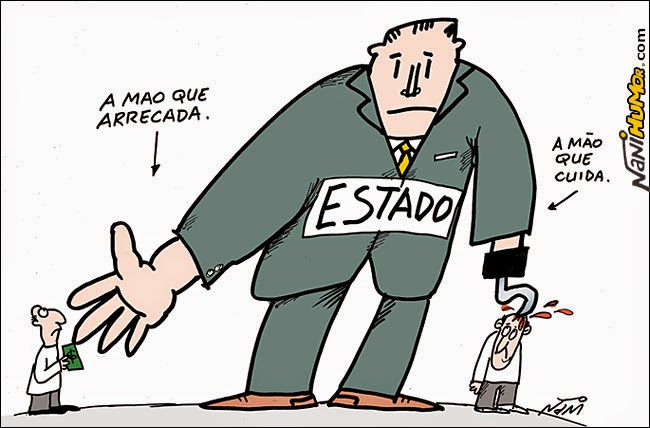 A MAO QUE
ARRECADA.
ESTADO
A MÃO
QUE
CUIDA.
NANiHUMOR.com
$
NANi